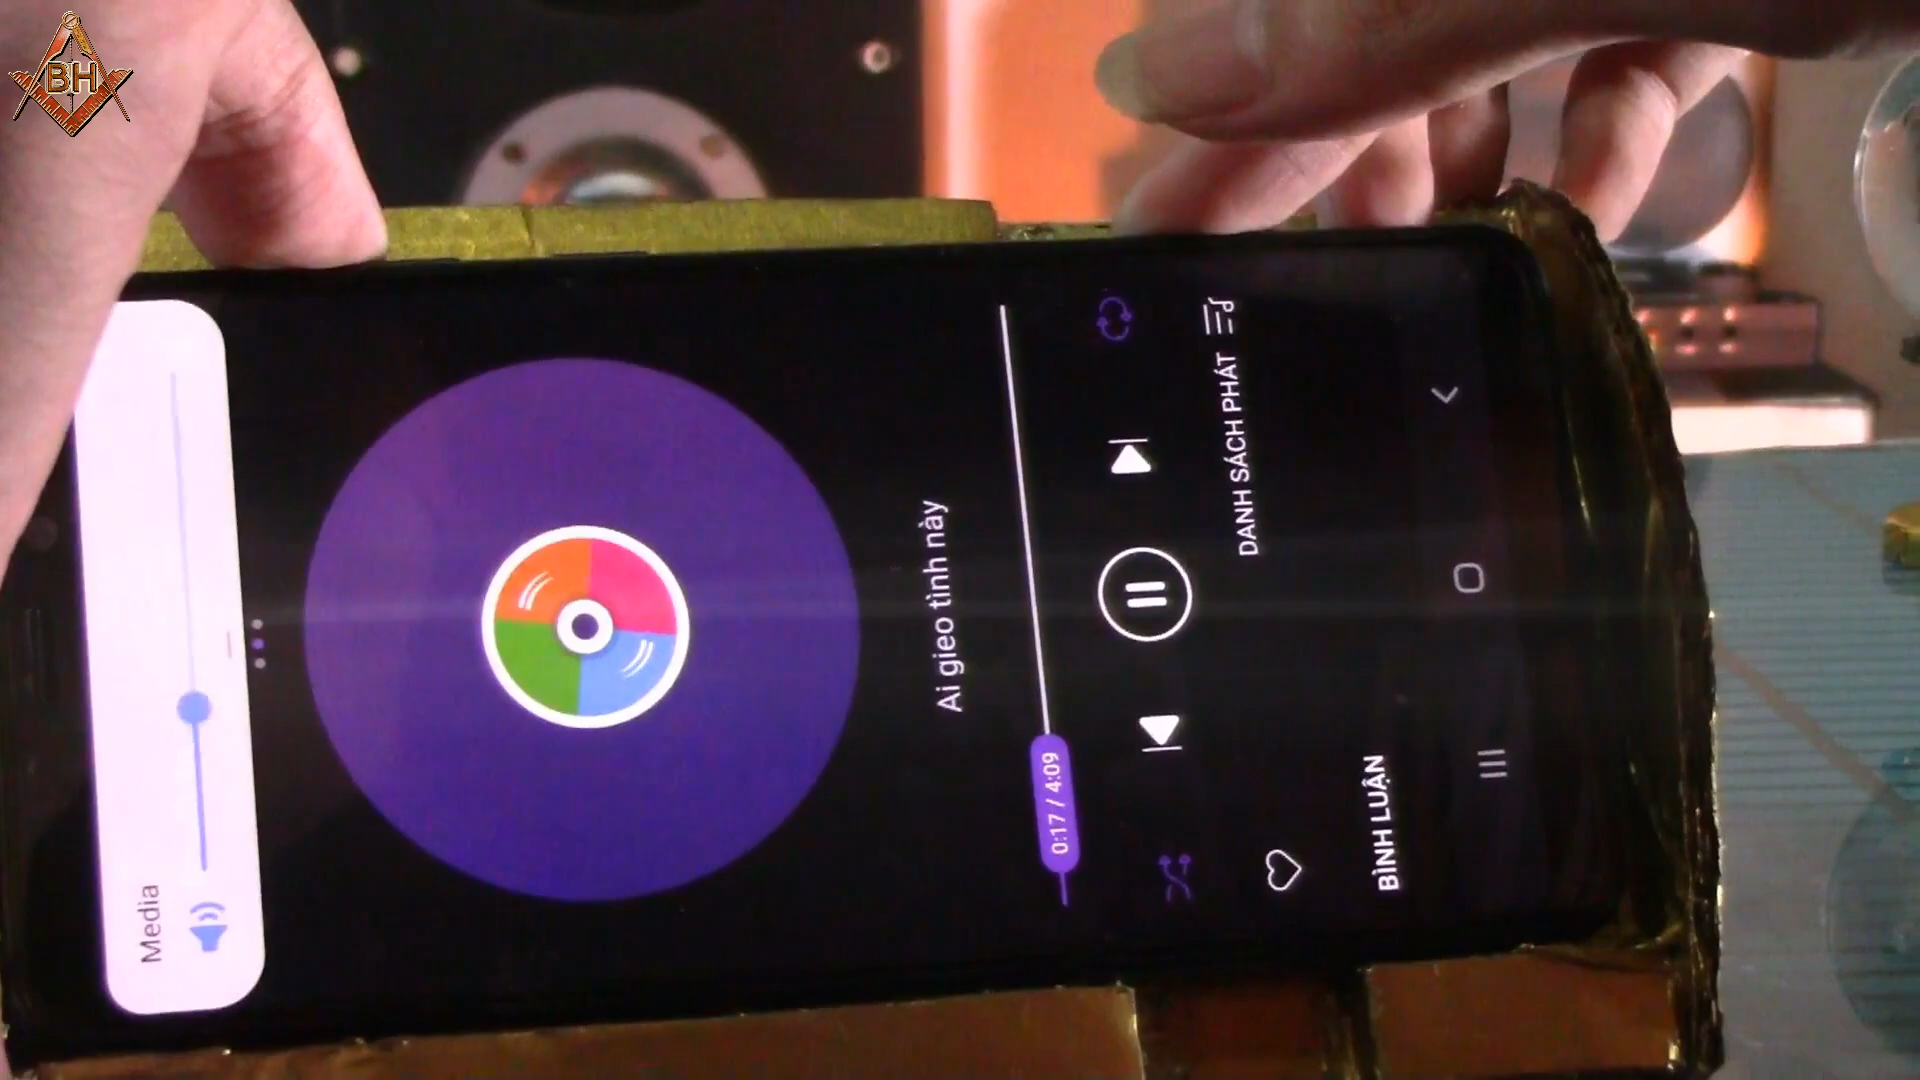 BH
Media
Ai gieo tình này
0:17 / 4:09
DANH SÁCH PHÁT
BÌNH LUẬN